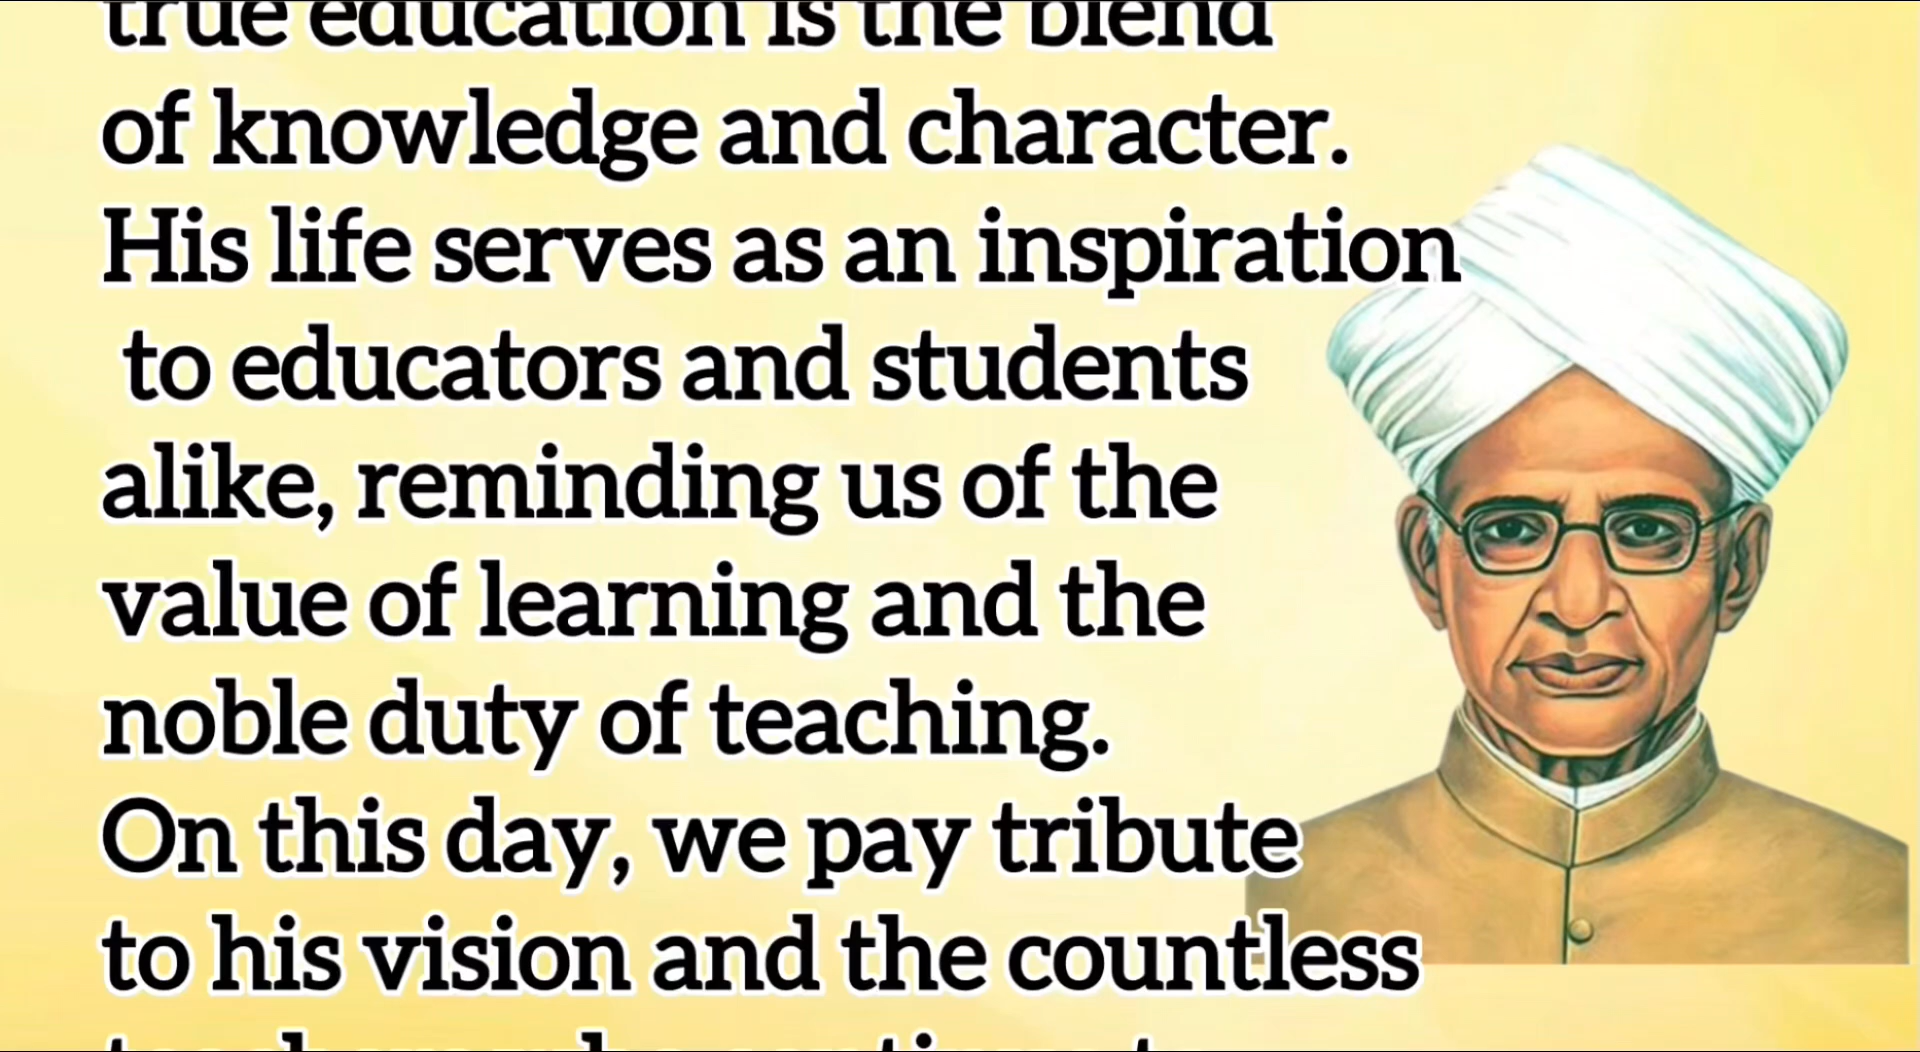 true education is the blend
of knowledge and character.
His life serves as an inspiration
to educators and students
alike, reminding us of the
value of learning and the
noble duty of teaching.
On this day, we pay tribute
to his vision and the countless